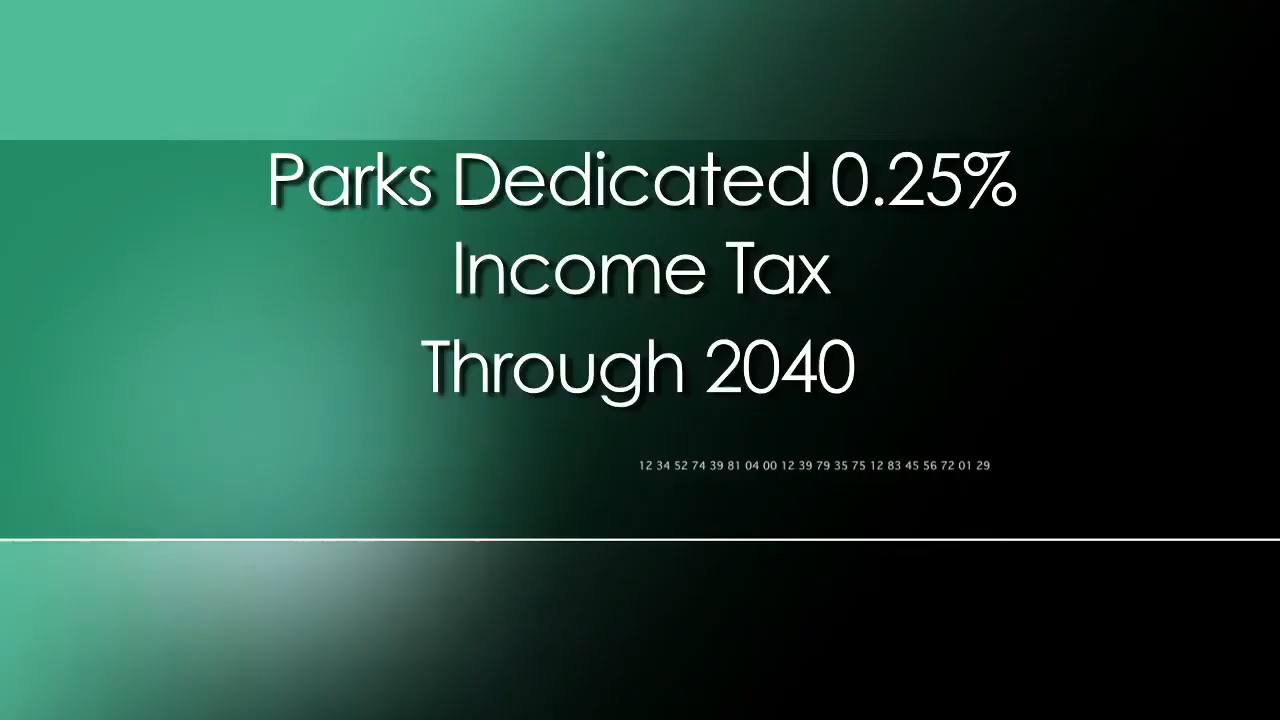 Parks Dedicated 0.25%
Income Tax
Through 2040
12 34 52 74 39 81 04 00 12 39 79 35 75 12 83 45 56 72 01 29